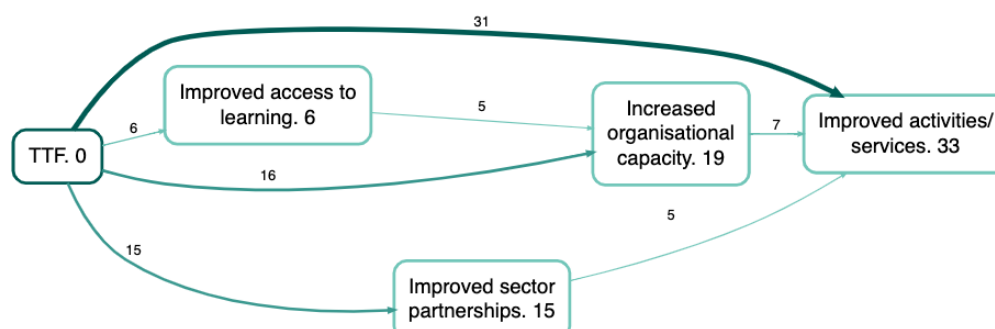 31
Improved access to
learning. 6
6
5
TTF. 0
16
Increased
organisational
capacity. 19
7
Improved activities/
services. 33
15
5
Improved sector
partnerships. 15